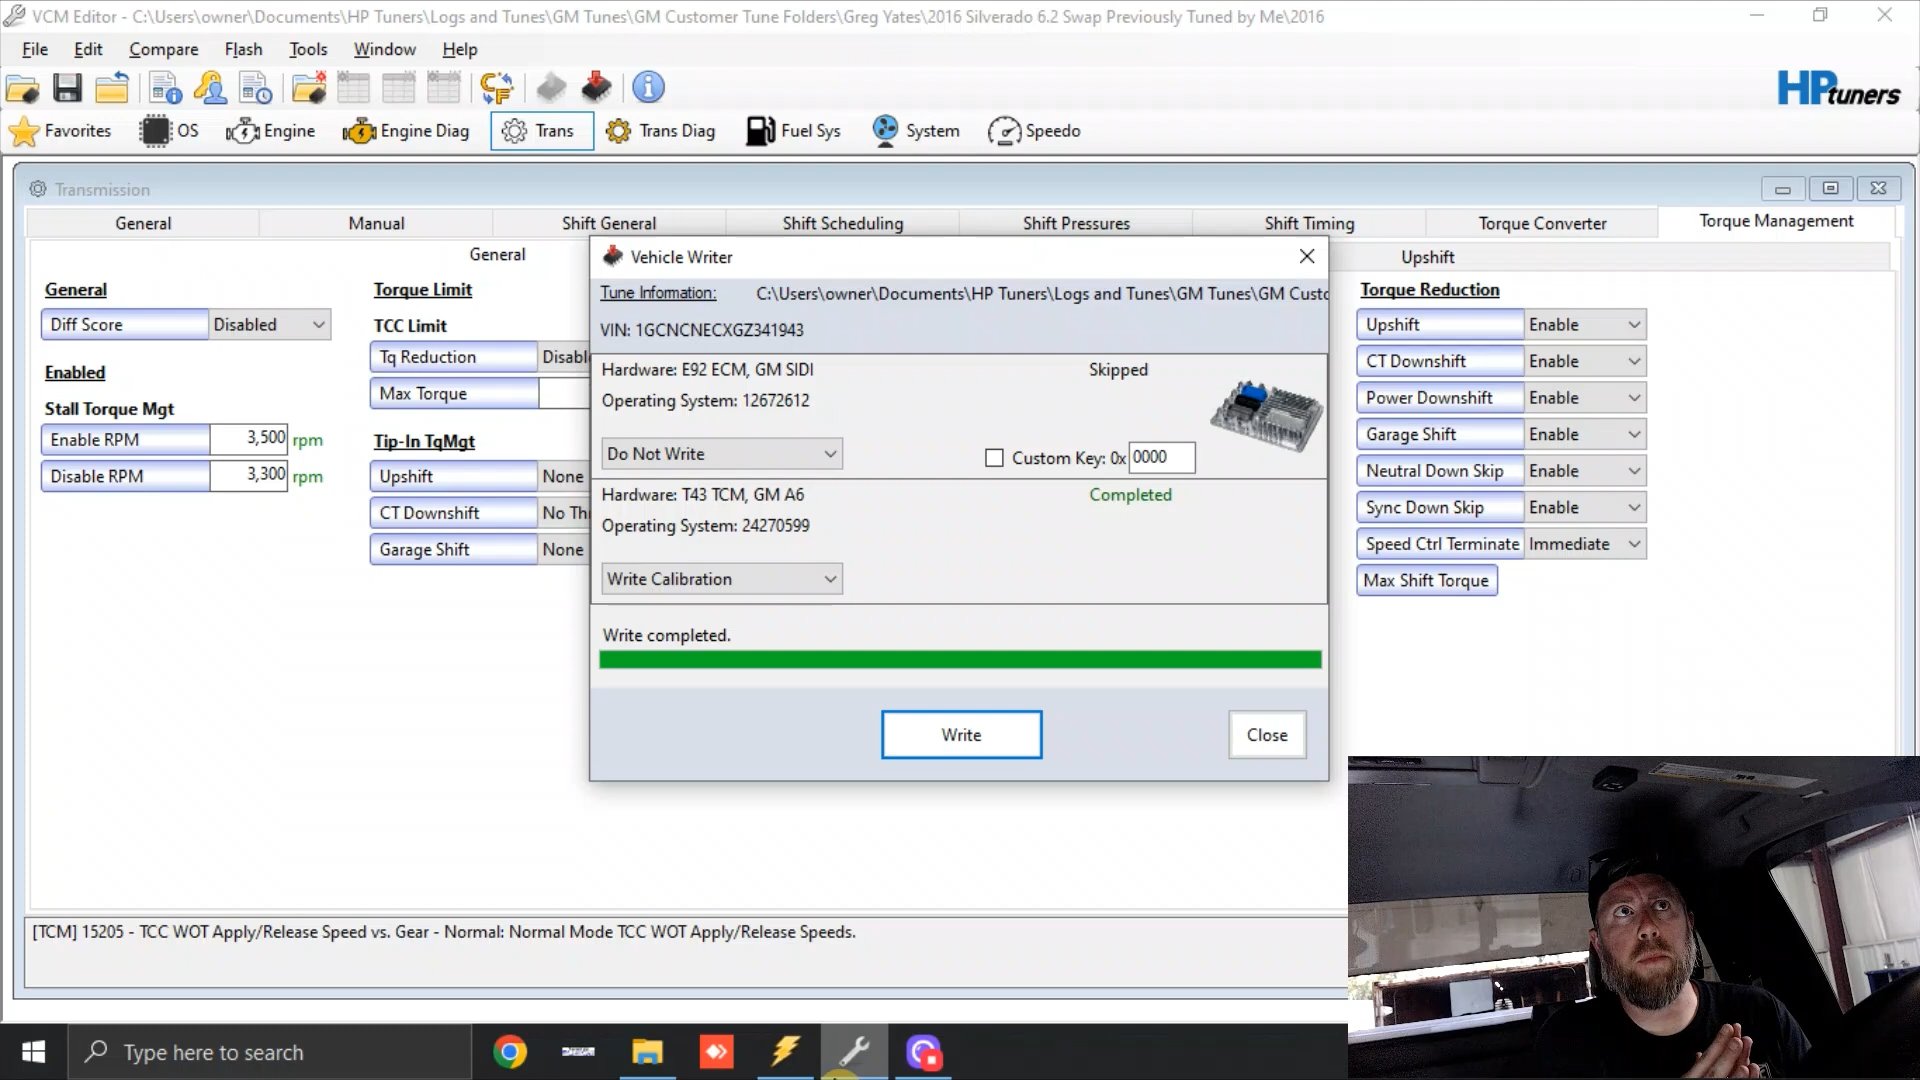 VCM Editor - C:\Users\owner\Documents\HP Tuners\Logs and Tunes\GM Tunes\GM Customer Tune Folders\Greg Yates\2016 Silverado 6.2 Swap Previously Tuned by Me\2016
File Edit Compare Flash Tools Window Help
HPtuners
Favorites OS Engine Engine Diag Trans Trans Diag Fuel Sys System Speedo
Transmission
General Manual Shift General Shift Scheduling Shift Pressures Shift Timing Torque Converter Torque Management
General Upshift
General
Diff Score Disabled
Enabled
Stall Torque Mgt
Enable RPM 3,500 rpm
Disable RPM 3,300 rpm
Torque Limit
TCC Limit
Tq Reduction Disabl
Max Torque
Tip-In TqMgt
Upshift None
CT Downshift No Th
Garage Shift None
Vehicle Writer
Tune Information: C:\Users\owner\Documents\HP Tuners\Logs and Tunes\GM Tunes\GM Custo
VIN: 1GCNCNECXGZ341943
Hardware: E92 ECM, GM SIDI Skipped
Operating System: 12672612
Do Not Write Custom Key: 0x 0000
Hardware: T43 TCM, GM A6 Completed
Operating System: 24270599
Write Calibration
Write completed.
Write Close
Torque Reduction
Upshift Enable
CT Downshift Enable
Power Downshift Enable
Garage Shift Enable
Neutral Down Skip Enable
Sync Down Skip Enable
Speed Ctrl Terminate Immediate
Max Shift Torque
[TCM] 15205 - TCC WOT Apply/Release Speed vs. Gear - Normal: Normal Mode TCC WOT Apply/Release Speeds.
Type here to search